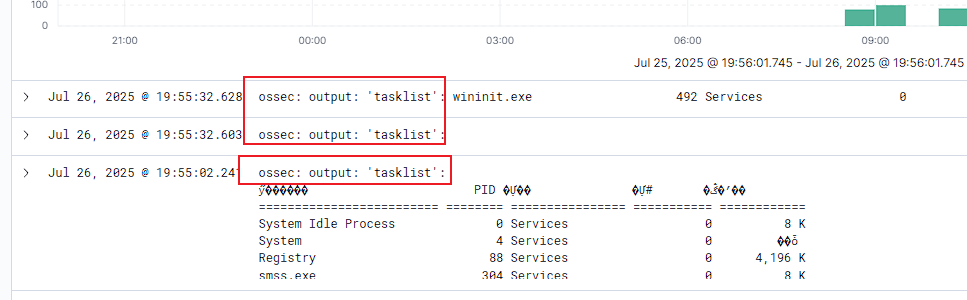 100
0
21:00 00:00 03:00 06:00 09:00
Jul 25, 2025 @ 19:56:01.745 - Jul 26, 2025 @ 19:56:01.745
Jul 26, 2025 @ 19:55:32.628 ossec: output: 'tasklist': wininit.exe 492 Services 0
Jul 26, 2025 @ 19:55:32.603 ossec: output: 'tasklist':
Jul 26, 2025 @ 19:55:02.241 ossec: output: 'tasklist':
PID
========================= ======== ================ =========== ============
System Idle Process 0 Services 0 8 K
System 4 Services 0
Registry 88 Services 0 4,196 K
smss.exe 304 Services 0 8 K